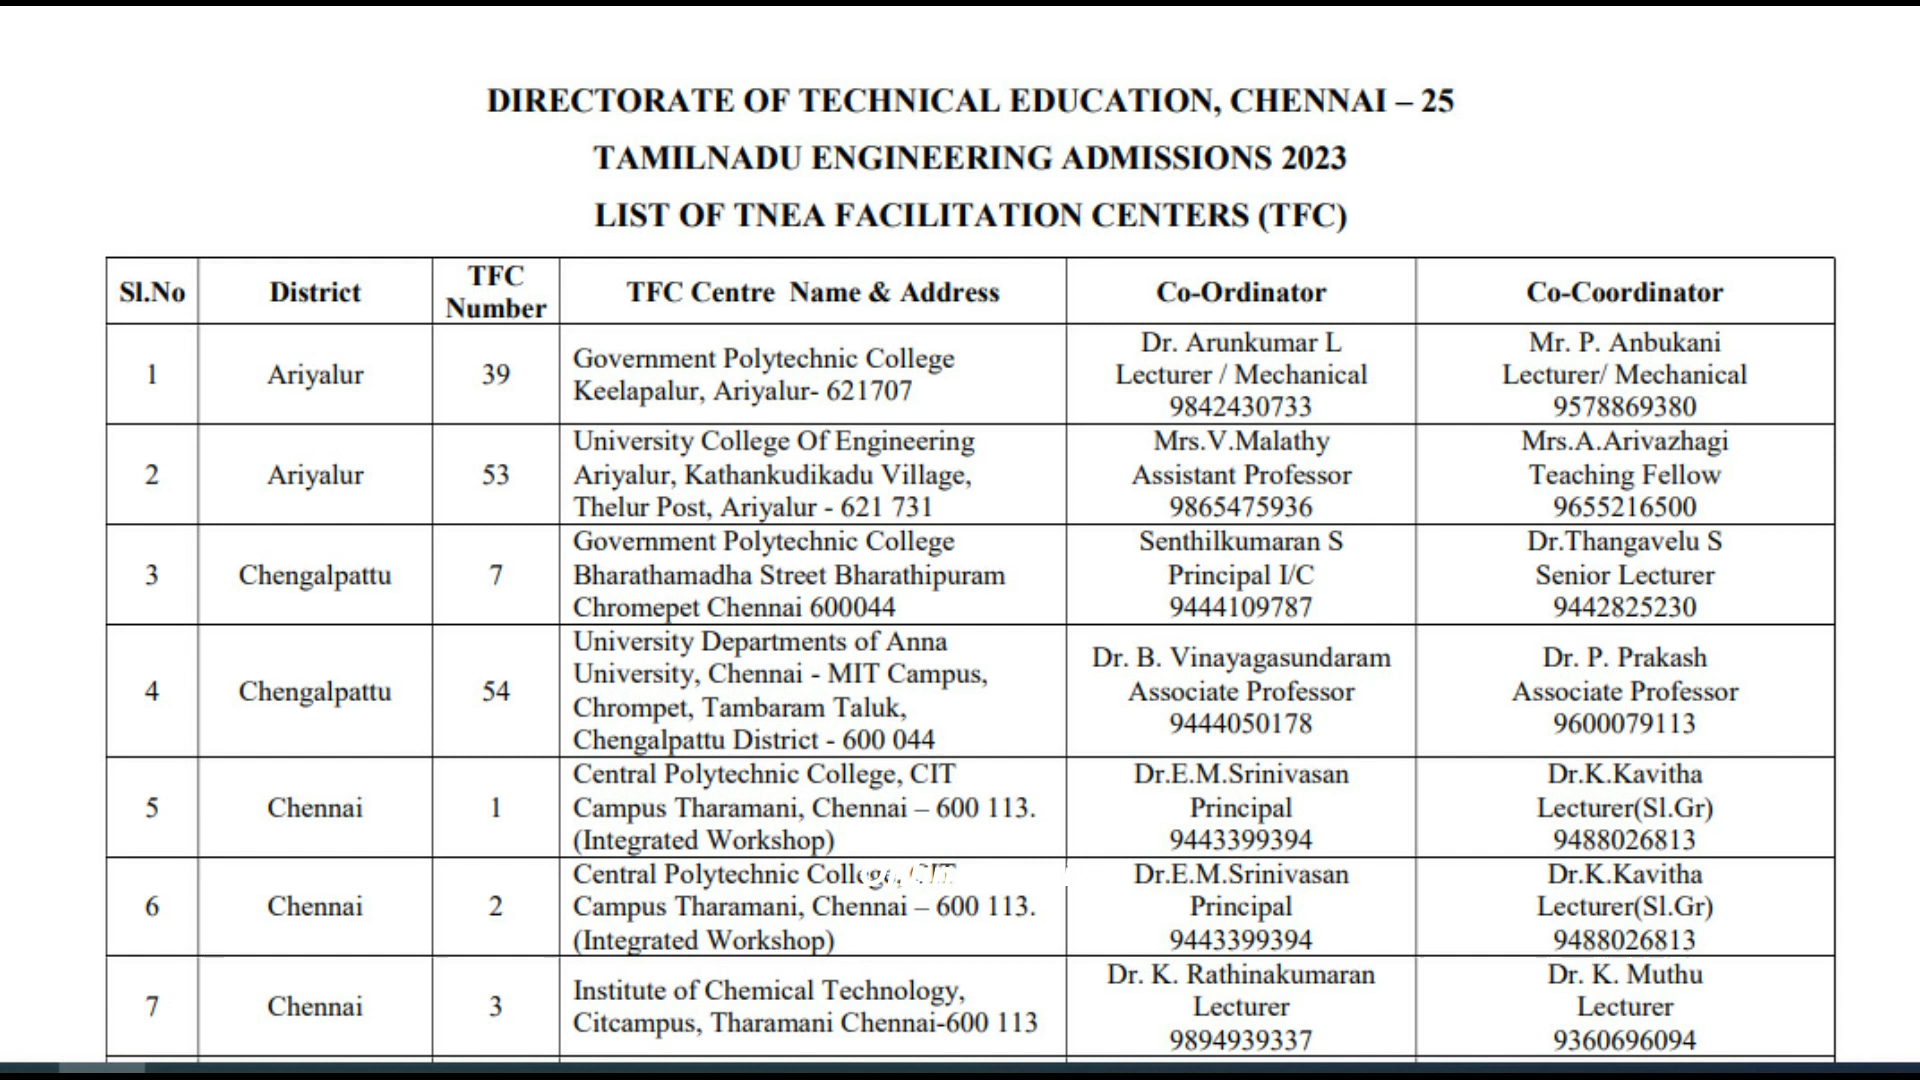 DIRECTORATE OF TECHNICAL EDUCATION, CHENNAI – 25
TAMILNADU ENGINEERING ADMISSIONS 2023
LIST OF TNEA FACILITATION CENTERS (TFC)
Sl.No District TFC Number TFC Centre Name & Address Co-Ordinator Co-Coordinator
1 Ariyalur 39
Government Polytechnic College
Keelapalur, Ariyalur- 621707
Dr. Arunkumar L
Lecturer / Mechanical
9842430733
Mr. P. Anbukani
Lecturer/ Mechanical
9578869380
2 Ariyalur 53
University College Of Engineering
Ariyalur, Kathankudikadu Village,
Thelur Post, Ariyalur - 621 731
Mrs.V.Malathy
Assistant Professor
9865475936
Mrs.A.Arivazhagi
Teaching Fellow
9655216500
3 Chengalpattu 7
Government Polytechnic College
Bharathamadha Street Bharathipuram
Chromepet Chennai 600044
Senthilkumaran S
Principal I/C
9444109787
Dr.Thangavelu S
Senior Lecturer
9442825230
4 Chengalpattu 54
University Departments of Anna
University, Chennai - MIT Campus,
Chrompet, Tambaram Taluk,
Chengalpattu District - 600 044
Dr. B. Vinayagasundaram
Associate Professor
9444050178
Dr. P. Prakash
Associate Professor
9600079113
5 Chennai 1
Central Polytechnic College, CIT
Campus Tharamani, Chennai – 600 113.
(Integrated Workshop)
Dr.E.M.Srinivasan
Principal
9443399394
Dr.K.Kavitha
Lecturer(Sl.Gr)
9488026813
6 Chennai 2
Central Polytechnic College, CIT
Campus Tharamani, Chennai – 600 113.
(Integrated Workshop)
Dr.E.M.Srinivasan
Principal
9443399394
Dr.K.Kavitha
Lecturer(Sl.Gr)
9488026813
7 Chennai 3
Institute of Chemical Technology,
Citcampus, Tharamani Chennai-600 113
Dr. K. Rathinakumaran
Lecturer
9894939337
Dr. K. Muthu
Lecturer
9360696094